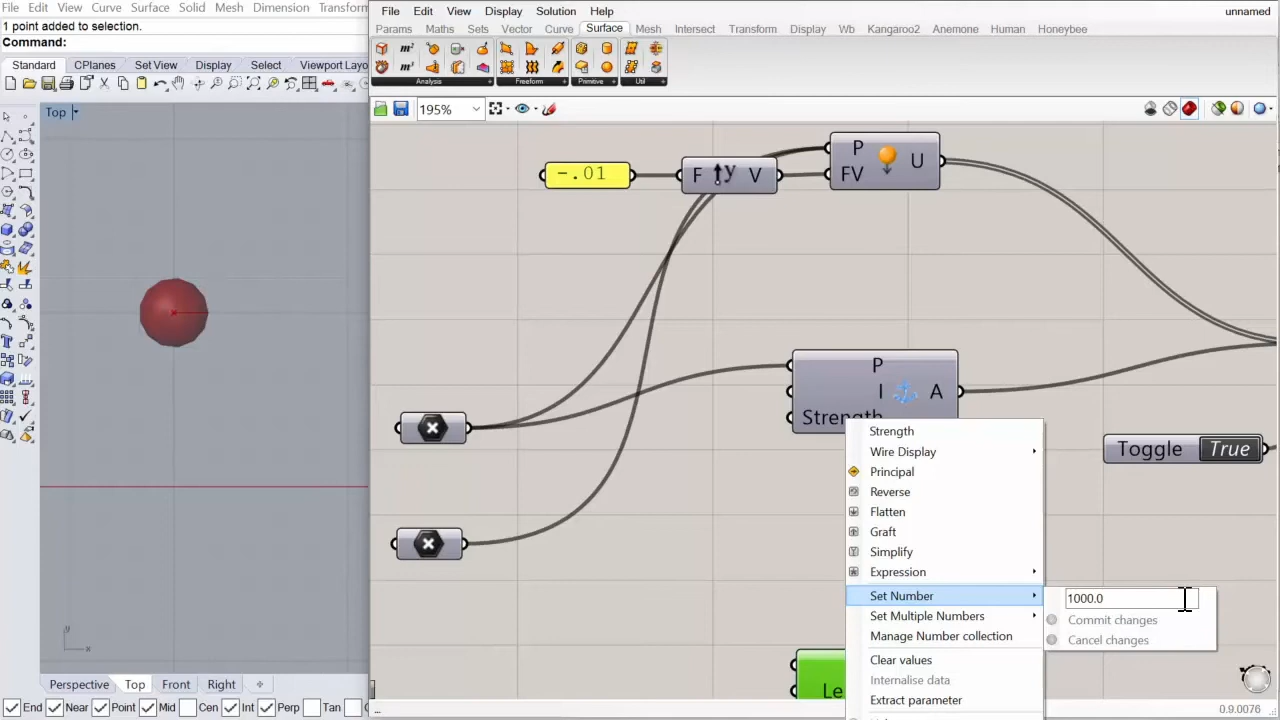 File Edit View Curve Surface Solid Mesh Dimension Transform
1 point added to selection.
Command:
Standard CPlanes Set View Display Select Viewport Layo
Top
Perspective Top Front Right
End Near Point Mid Cen Int Perp Tan
File Edit View Display Solution Help unnamed
Params Maths Sets Vector Curve Surface Mesh Intersect Transform Display Wb Kangaroo2 Anemone Human Honeybee
Analysis Freeform Primitive Util
195%
-.01
F y V
P
FV
U
P
I A
Strength
Toggle True
Le
Strength
Wire Display
Principal
Reverse
Flatten
Graft
Simplify
Expression
Set Number
1000.0
Set Multiple Numbers
Commit changes
Manage Number collection
Cancel changes
Clear values
Internalise data
Extract parameter
y
x
...
0.9.0076